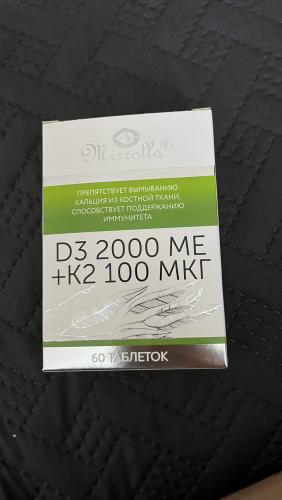 Mirrolla®
ПРЕПЯТСТВУЕТ ВЫМЫВАНИЮ
КАЛЬЦИЯ ИЗ КОСТНОЙ ТКАНИ,
СПОСОБСТВУЕТ ПОДДЕРЖАНИЮ
ИММУНИТЕТА
D3 2000 МЕ
+К2 100 МКГ
60 ТАБЛЕТОК